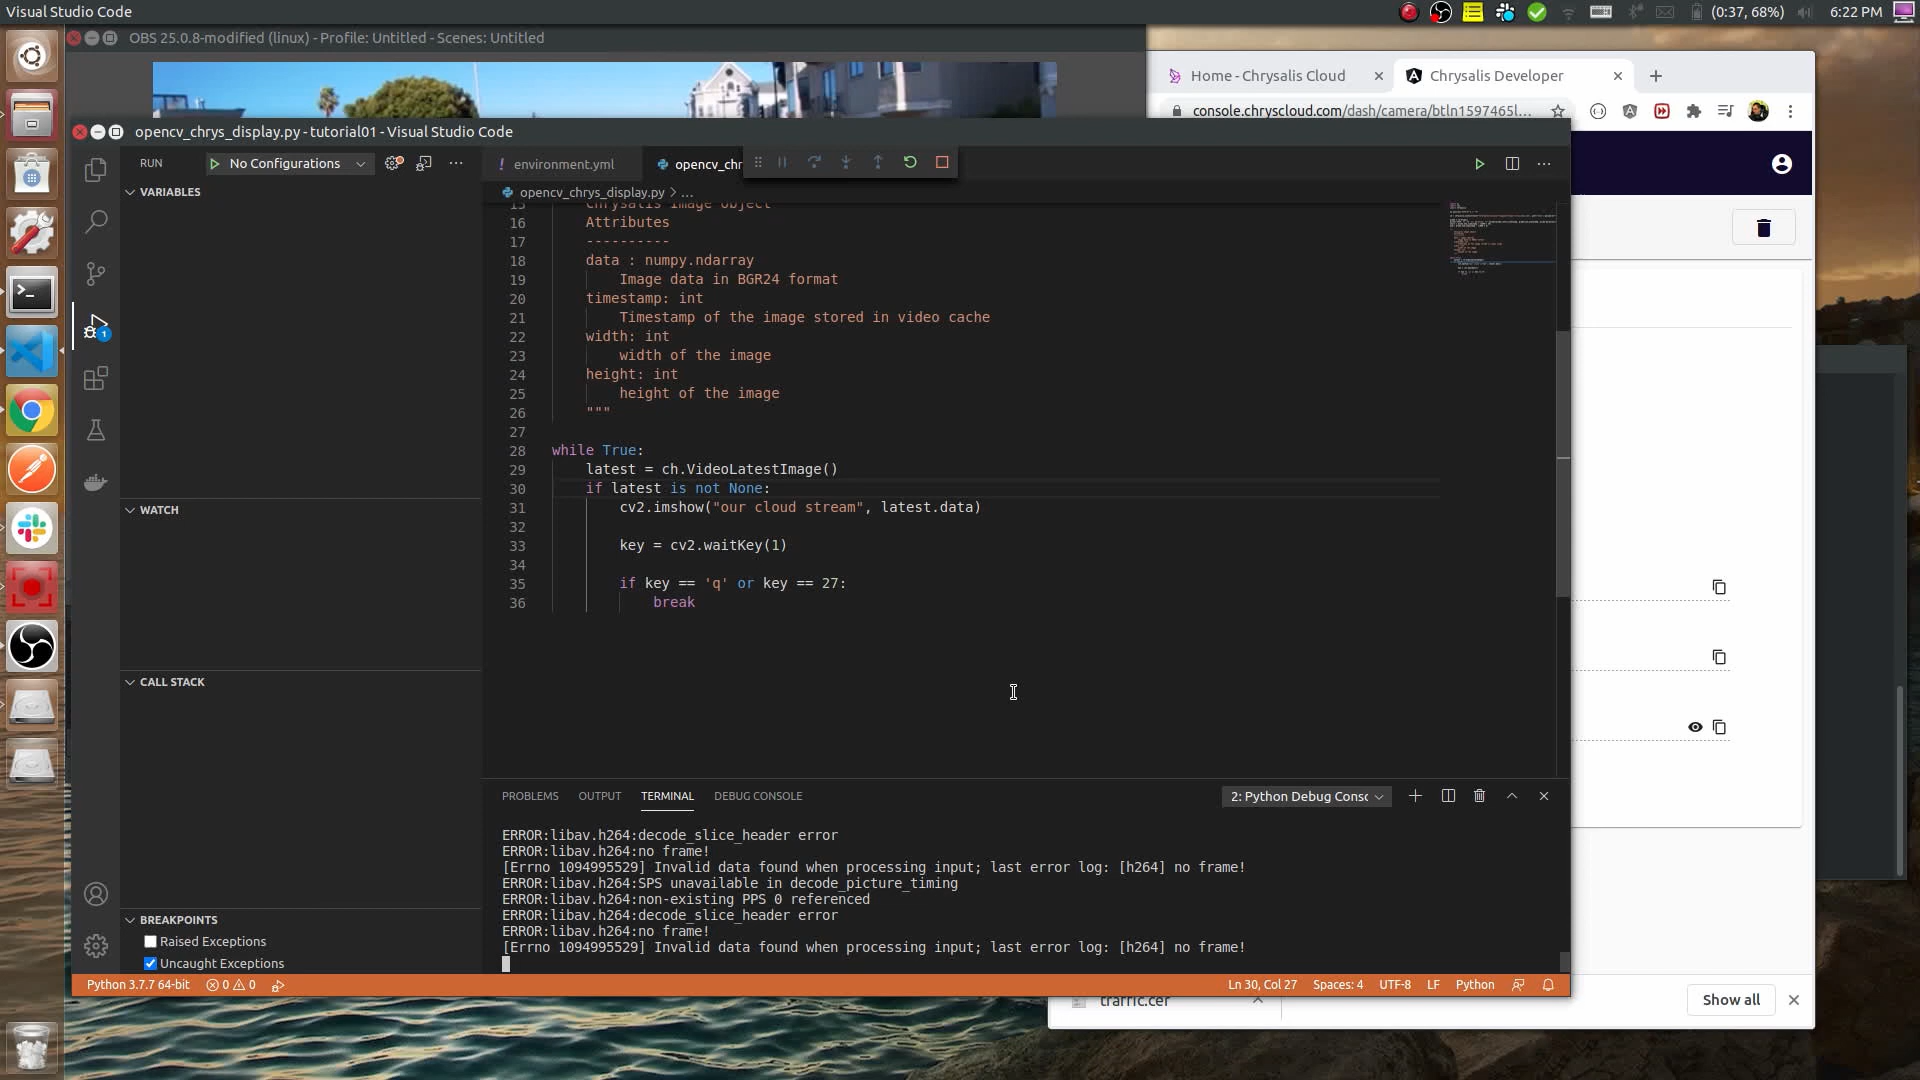 Visual Studio Code
(0:37, 68%)
6:22 PM
OBS 25.0.8-modified (linux) - Profile: Untitled - Scenes: Untitled
Home - Chrysalis Cloud
Chrysalis Developer
console.chryscloud.com/dash/camera/btln1597465l...
opencv_chrys_display.py - tutorial01 - Visual Studio Code
RUN
No Configurations
environment.yml
opencv_chr
VARIABLES
opencv_chrys_display.py > ...
15 Chrysalis Image object
16 Attributes
17 ----------
18 data : numpy.ndarray
19 Image data in BGR24 format
20 timestamp: int
21 Timestamp of the image stored in video cache
22 width: int
23 width of the image
24 height: int
25 height of the image
26 """
27
28 while True:
29 latest = ch.VideoLatestImage()
30 if latest is not None:
31 cv2.imshow("our cloud stream", latest.data)
32
33 key = cv2.waitKey(1)
34
35 if key == 'q' or key == 27:
36 break
WATCH
CALL STACK
BREAKPOINTS
Raised Exceptions
Uncaught Exceptions
1
PROBLEMS OUTPUT TERMINAL DEBUG CONSOLE
2: Python Debug Consc
ERROR:libav.h264:decode_slice_header error
ERROR:libav.h264:no frame!
[Errno 1094995529] Invalid data found when processing input; last error log: [h264] no frame!
ERROR:libav.h264:SPS unavailable in decode_picture_timing
ERROR:libav.h264:non-existing PPS 0 referenced
ERROR:libav.h264:decode_slice_header error
ERROR:libav.h264:no frame!
[Errno 1094995529] Invalid data found when processing input; last error log: [h264] no frame!
Python 3.7.7 64-bit
0 0
Ln 30, Col 27
Spaces: 4
UTF-8
LF
Python
traffic.cer
Show all